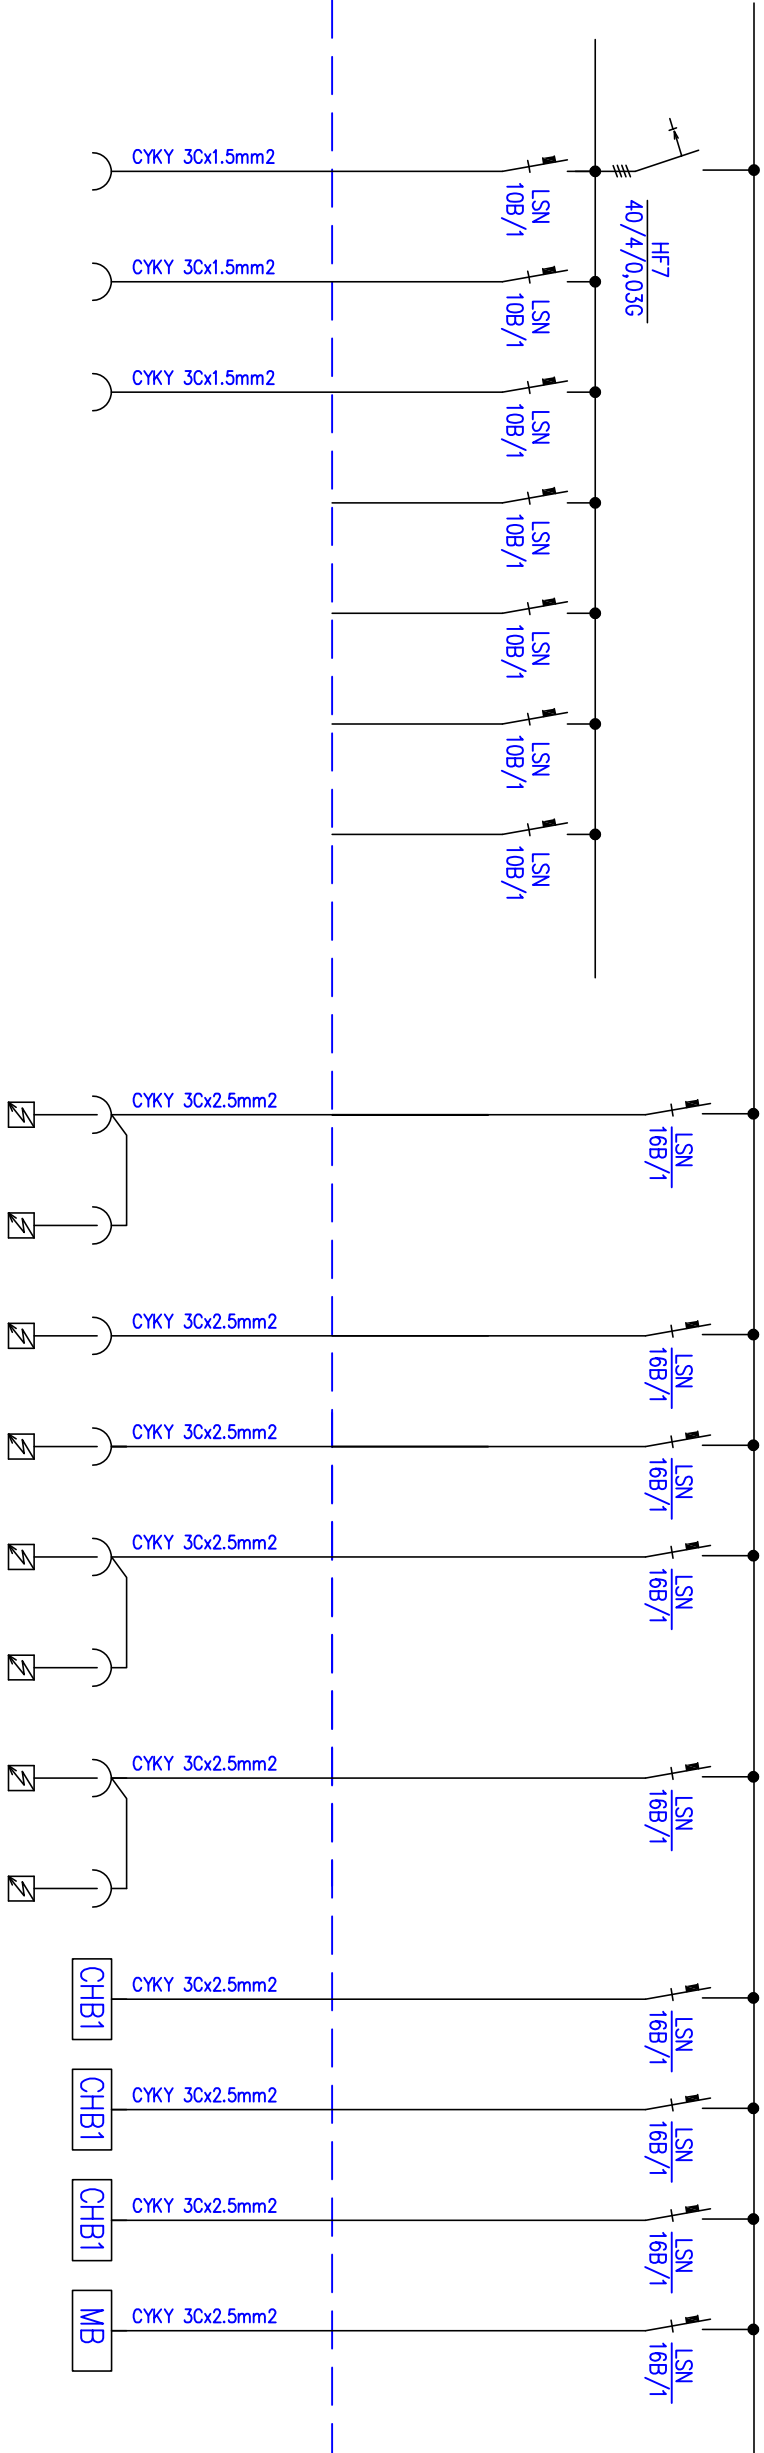 CYKY 3Cx1.5mm2
LSN
10B/1
HF7
40/4/0,03G
CYKY 3Cx1.5mm2
LSN
10B/1
CYKY 3Cx1.5mm2
LSN
10B/1
LSN
10B/1
LSN
10B/1
LSN
10B/1
LSN
10B/1
CYKY 3Cx2.5mm2
LSN
16B/1
CYKY 3Cx2.5mm2
LSN
16B/1
CYKY 3Cx2.5mm2
LSN
16B/1
CYKY 3Cx2.5mm2
LSN
16B/1
CYKY 3Cx2.5mm2
LSN
16B/1
CHB1
CYKY 3Cx2.5mm2
LSN
16B/1
CHB1
CYKY 3Cx2.5mm2
LSN
16B/1
CHB1
CYKY 3Cx2.5mm2
LSN
16B/1
MB
CYKY 3Cx2.5mm2
LSN
16B/1